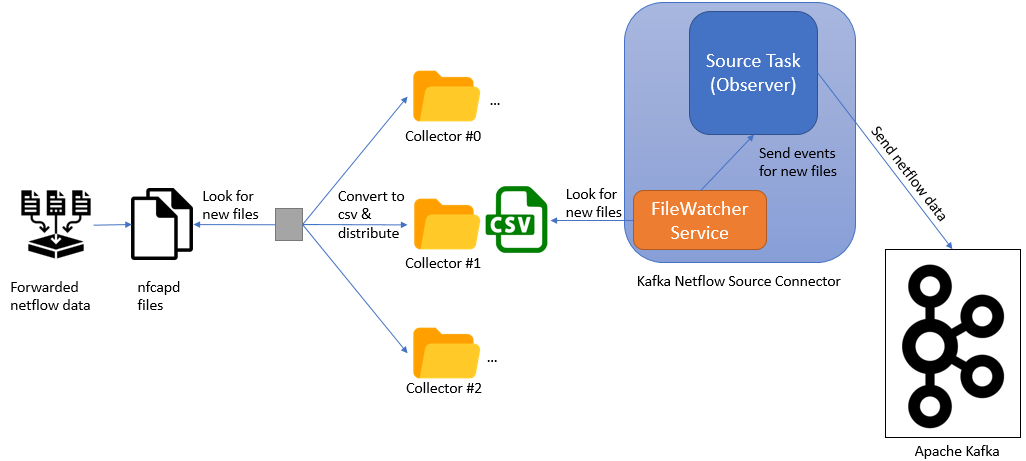 Source Task
(Observer)
...
Collector #0
Send events
for new files
Send netflow data
Look for
new files
Convert to
csv &
distribute
CSV
Look for
new files
FileWatcher
Service
Collector #1
Kafka Netflow Source Connector
Forwarded
netflow data
nfcapd
files
...
Collector #2
Apache Kafka